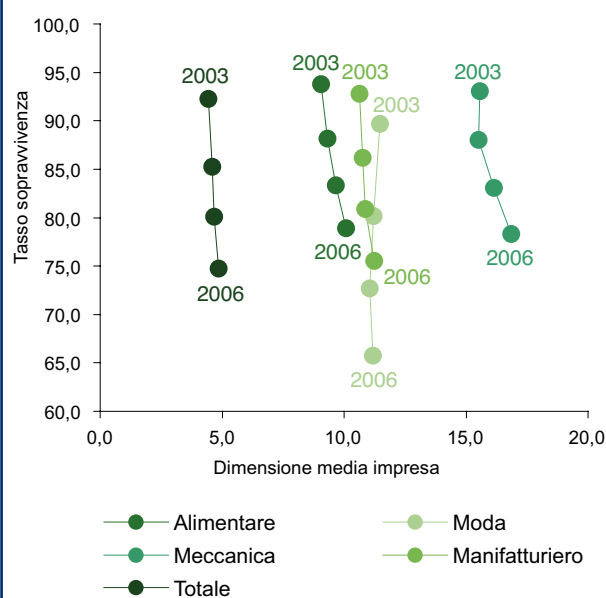 100,0
2003
2003
2003
2003
95,0
2003
90,0
85,0
80,0
2006
75,0
2006
2006
2006
70,0
65,0
2006
60,0
Tasso sopravvivenza
0,0 5,0 10,0 15,0 20,0
Dimensione media impresa
Alimentare
Moda
Meccanica
Manifatturiero
Totale